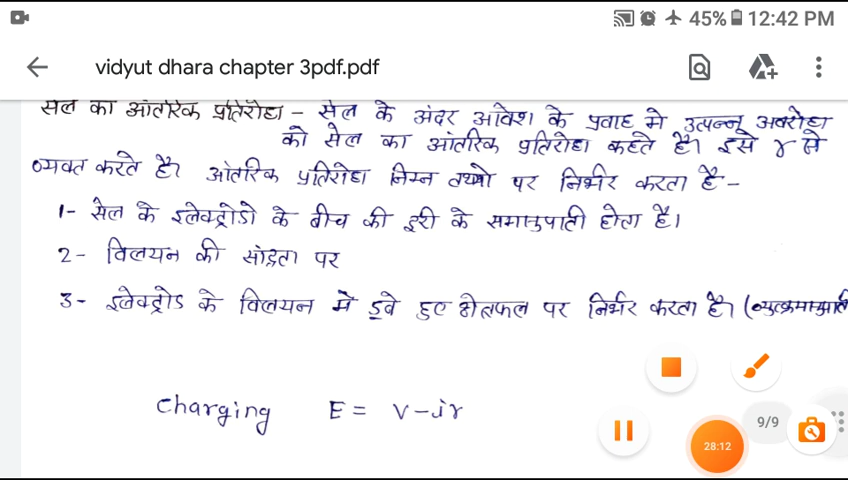 45% 12:42 PM
vidyut dhara chapter 3pdf.pdf
सेल का आंतरिक प्रतिरोध - सेल के अंदर आवेश के प्रवाह मे उत्पन्न अवरोध
को सेल का आंतरिक प्रतिरोध कहते है। इसे r से
व्यक्त करते है। आंतरिक प्रतिरोध निम्न तथ्यो पर निर्भर करता है -
1- सेल के इलेक्ट्रोडो के बीच की दूरी के समानुपाती होता है।
2- विलयन की सांद्रता पर
3- इलेक्ट्रोड के विलयन मे डूबे हुए क्षेत्रफल पर निर्भर करता है। (व्युत्क्रमानुपाती
charging E = V-ir
9/9
28:12